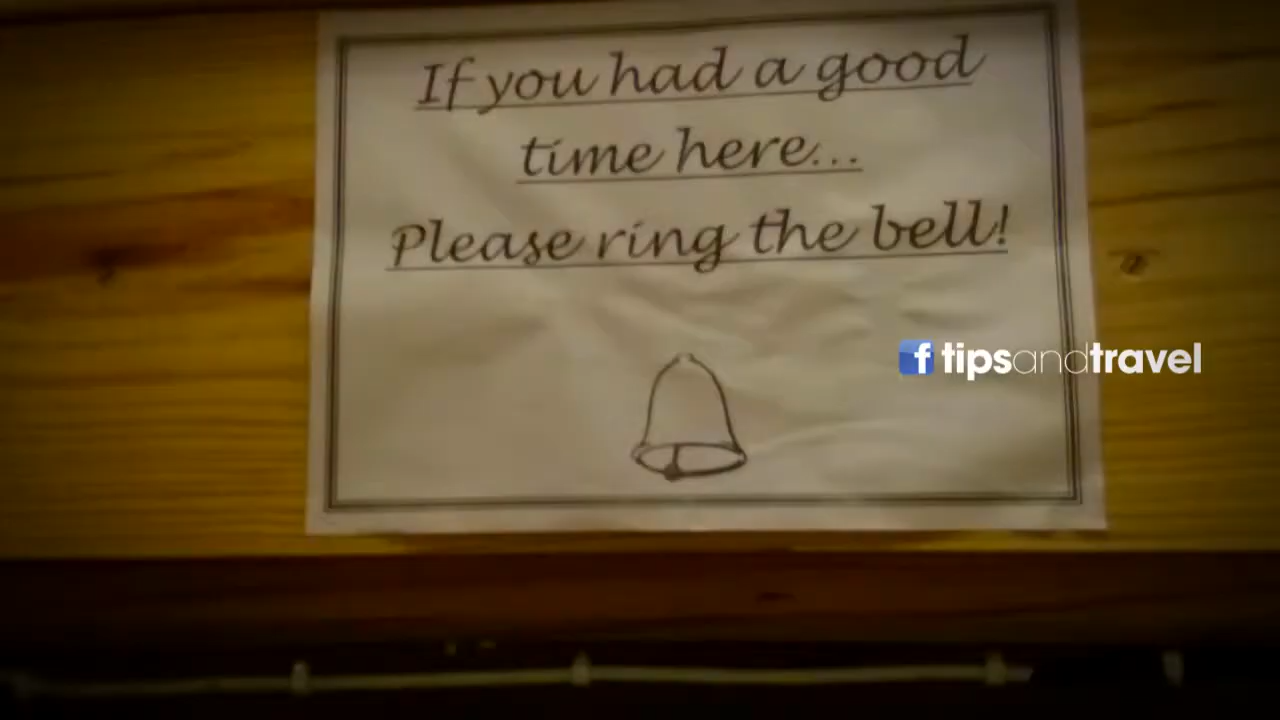 If you had a good
time here...
Please ring the bell!
f tipsandtravel